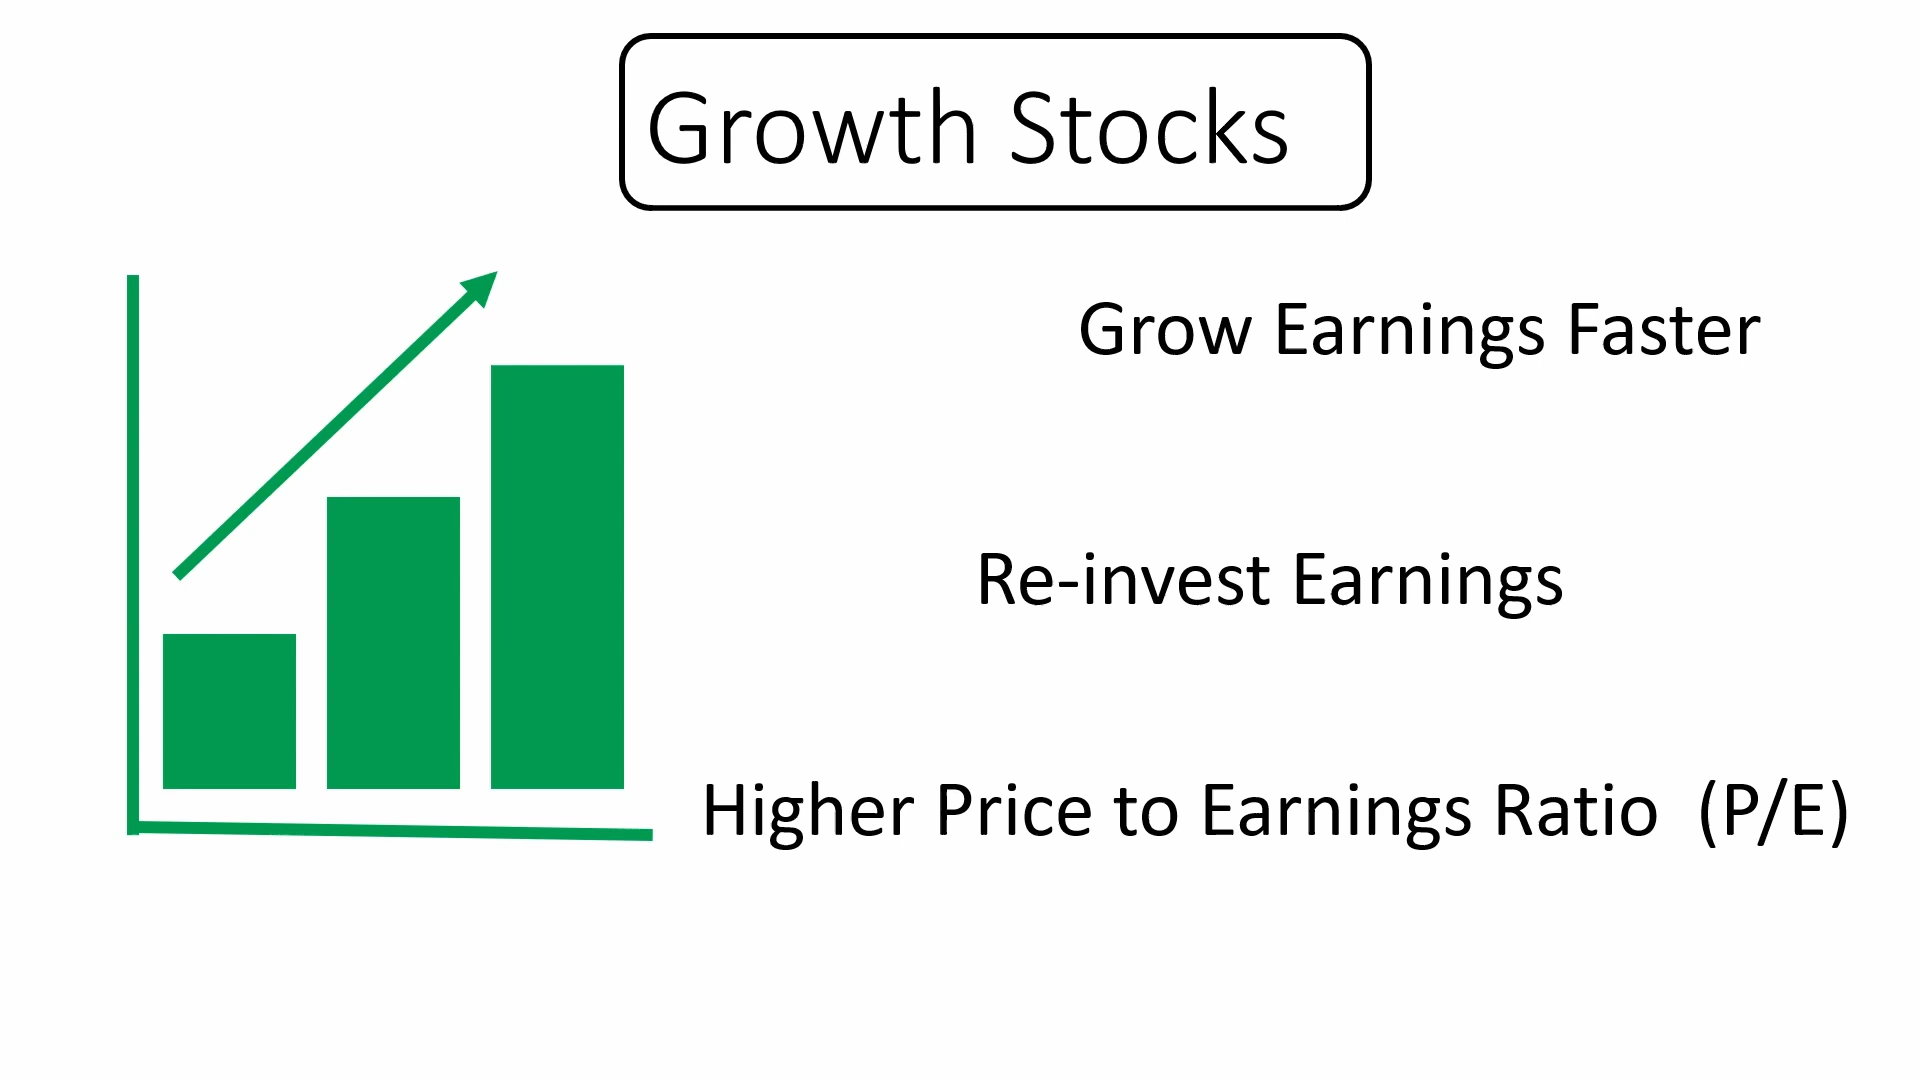 Growth Stocks
Grow Earnings Faster
Re-invest Earnings
Higher Price to Earnings Ratio (P/E)